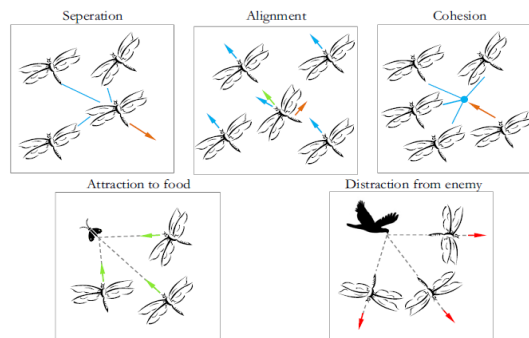 Seperation
Alignment
Cohesion
Attraction to food
Distraction from enemy